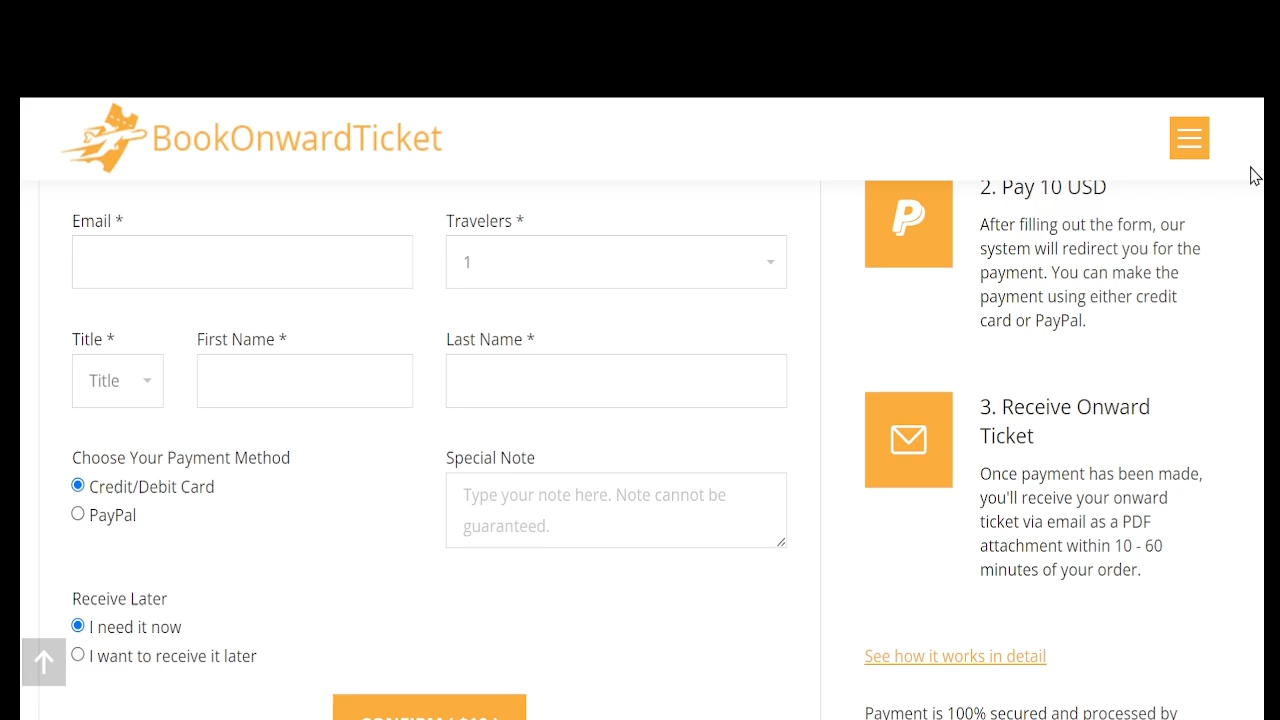 BookOnwardTicket
Email *
Travelers *
1
Title *
First Name *
Last Name *
Title
Choose Your Payment Method
Credit/Debit Card
PayPal
Special Note
Type your note here. Note cannot be
guaranteed.
Receive Later
I need it now
I want to receive it later
2. Pay 10 USD
After filling out the form, our
system will redirect you for the
payment. You can make the
payment using either credit
card or PayPal.
3. Receive Onward
Ticket
Once payment has been made,
you'll receive your onward
ticket via email as a PDF
attachment within 10 - 60
minutes of your order.
See how it works in detail
Payment is 100% secured and processed by